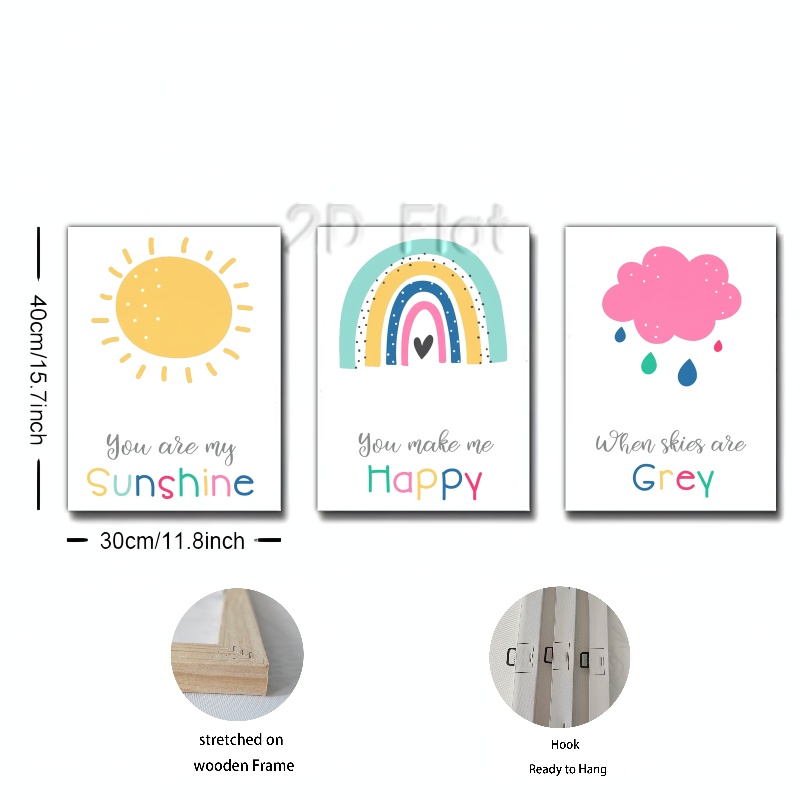 2D Flat
40cm/15.7inch
You are my
Sunshine
You make me
Happy
When skies are
Grey
30cm/11.8inch
stretched on
wooden Frame
Hook
Ready to Hang